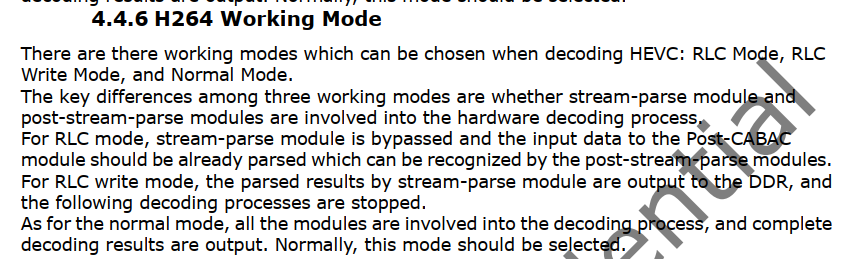 4.4.6 H264 Working Mode
There are there working modes which can be chosen when decoding HEVC: RLC Mode, RLC
Write Mode, and Normal Mode.
The key differences among three working modes are whether stream-parse module and
post-stream-parse modules are involved into the hardware decoding process.
For RLC mode, stream-parse module is bypassed and the input data to the Post-CABAC
module should be already parsed which can be recognized by the post-stream-parse modules.
For RLC write mode, the parsed results by stream-parse module are output to the DDR, and
the following decoding processes are stopped.
As for the normal mode, all the modules are involved into the decoding process, and complete
decoding results are output. Normally, this mode should be selected.
ential